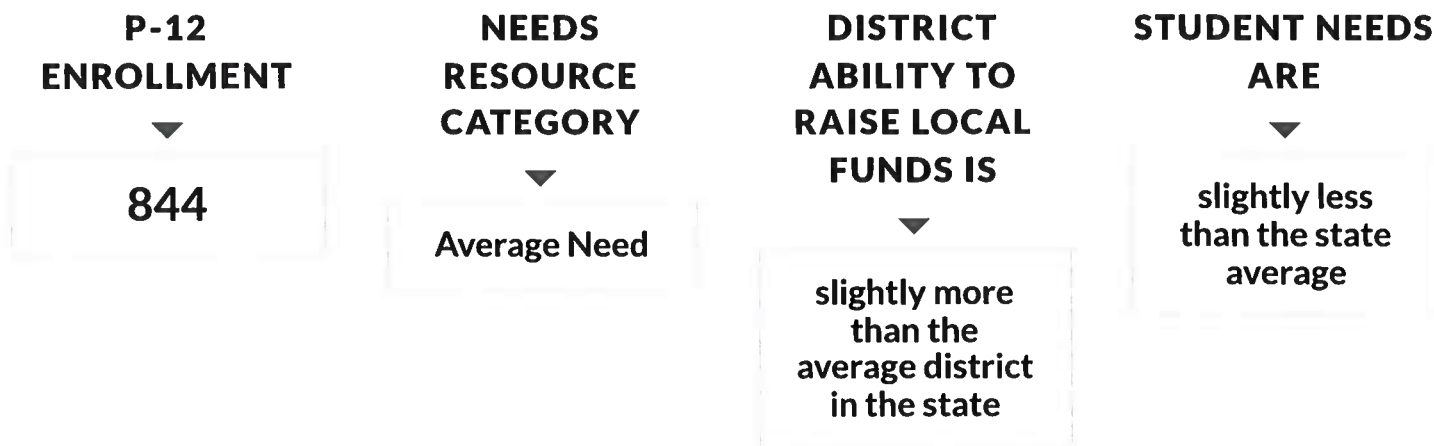 P-12
ENROLLMENT
844
NEEDS
RESOURCE
CATEGORY
Average Need
DISTRICT
ABILITY TO
RAISE LOCAL
FUNDS IS
slightly more
than the
average district
in the state
STUDENT NEEDS
ARE
slightly less
than the state
average